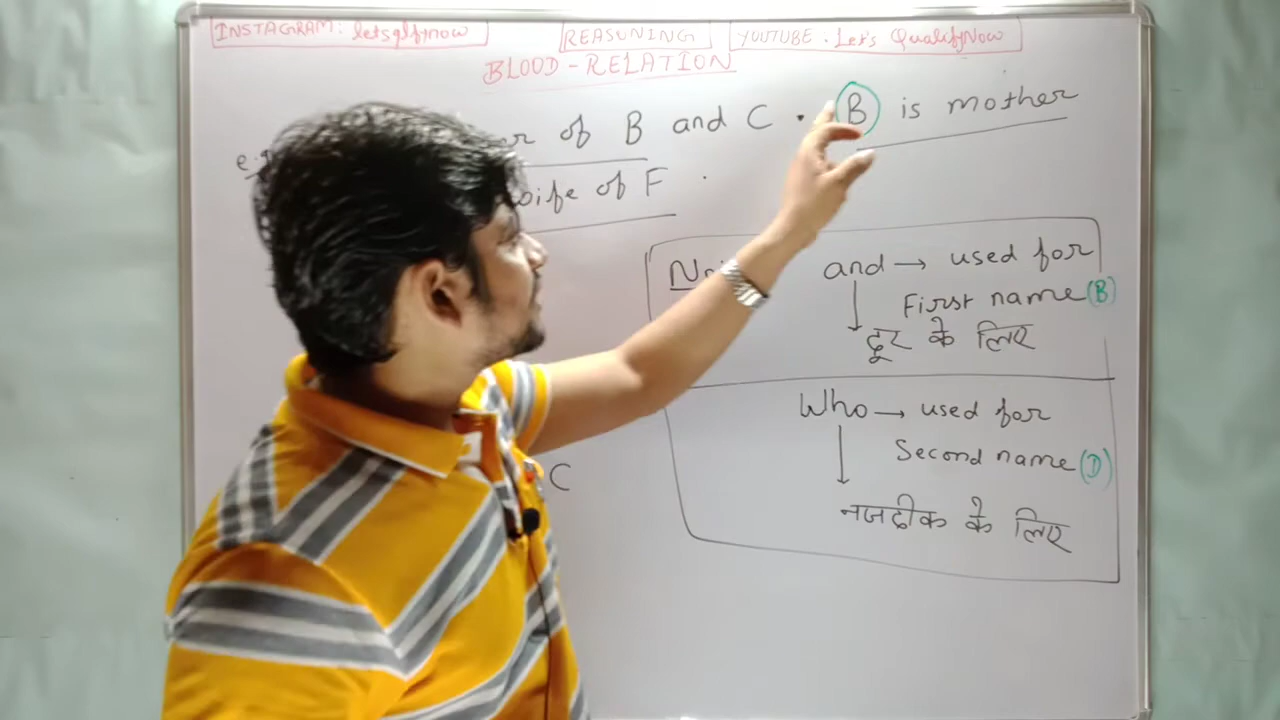 INSTAGRAM: letsqlfynow REASONING YOUTUBE. Let's QualifyNow
BLOOD-RELATION
e.g. of B and C . B is mother
wife of F .
and → used for
First name (B)
↓
दूर के लिए
Who → used for
Second name (D)
↓
नजदीक के लिए
C